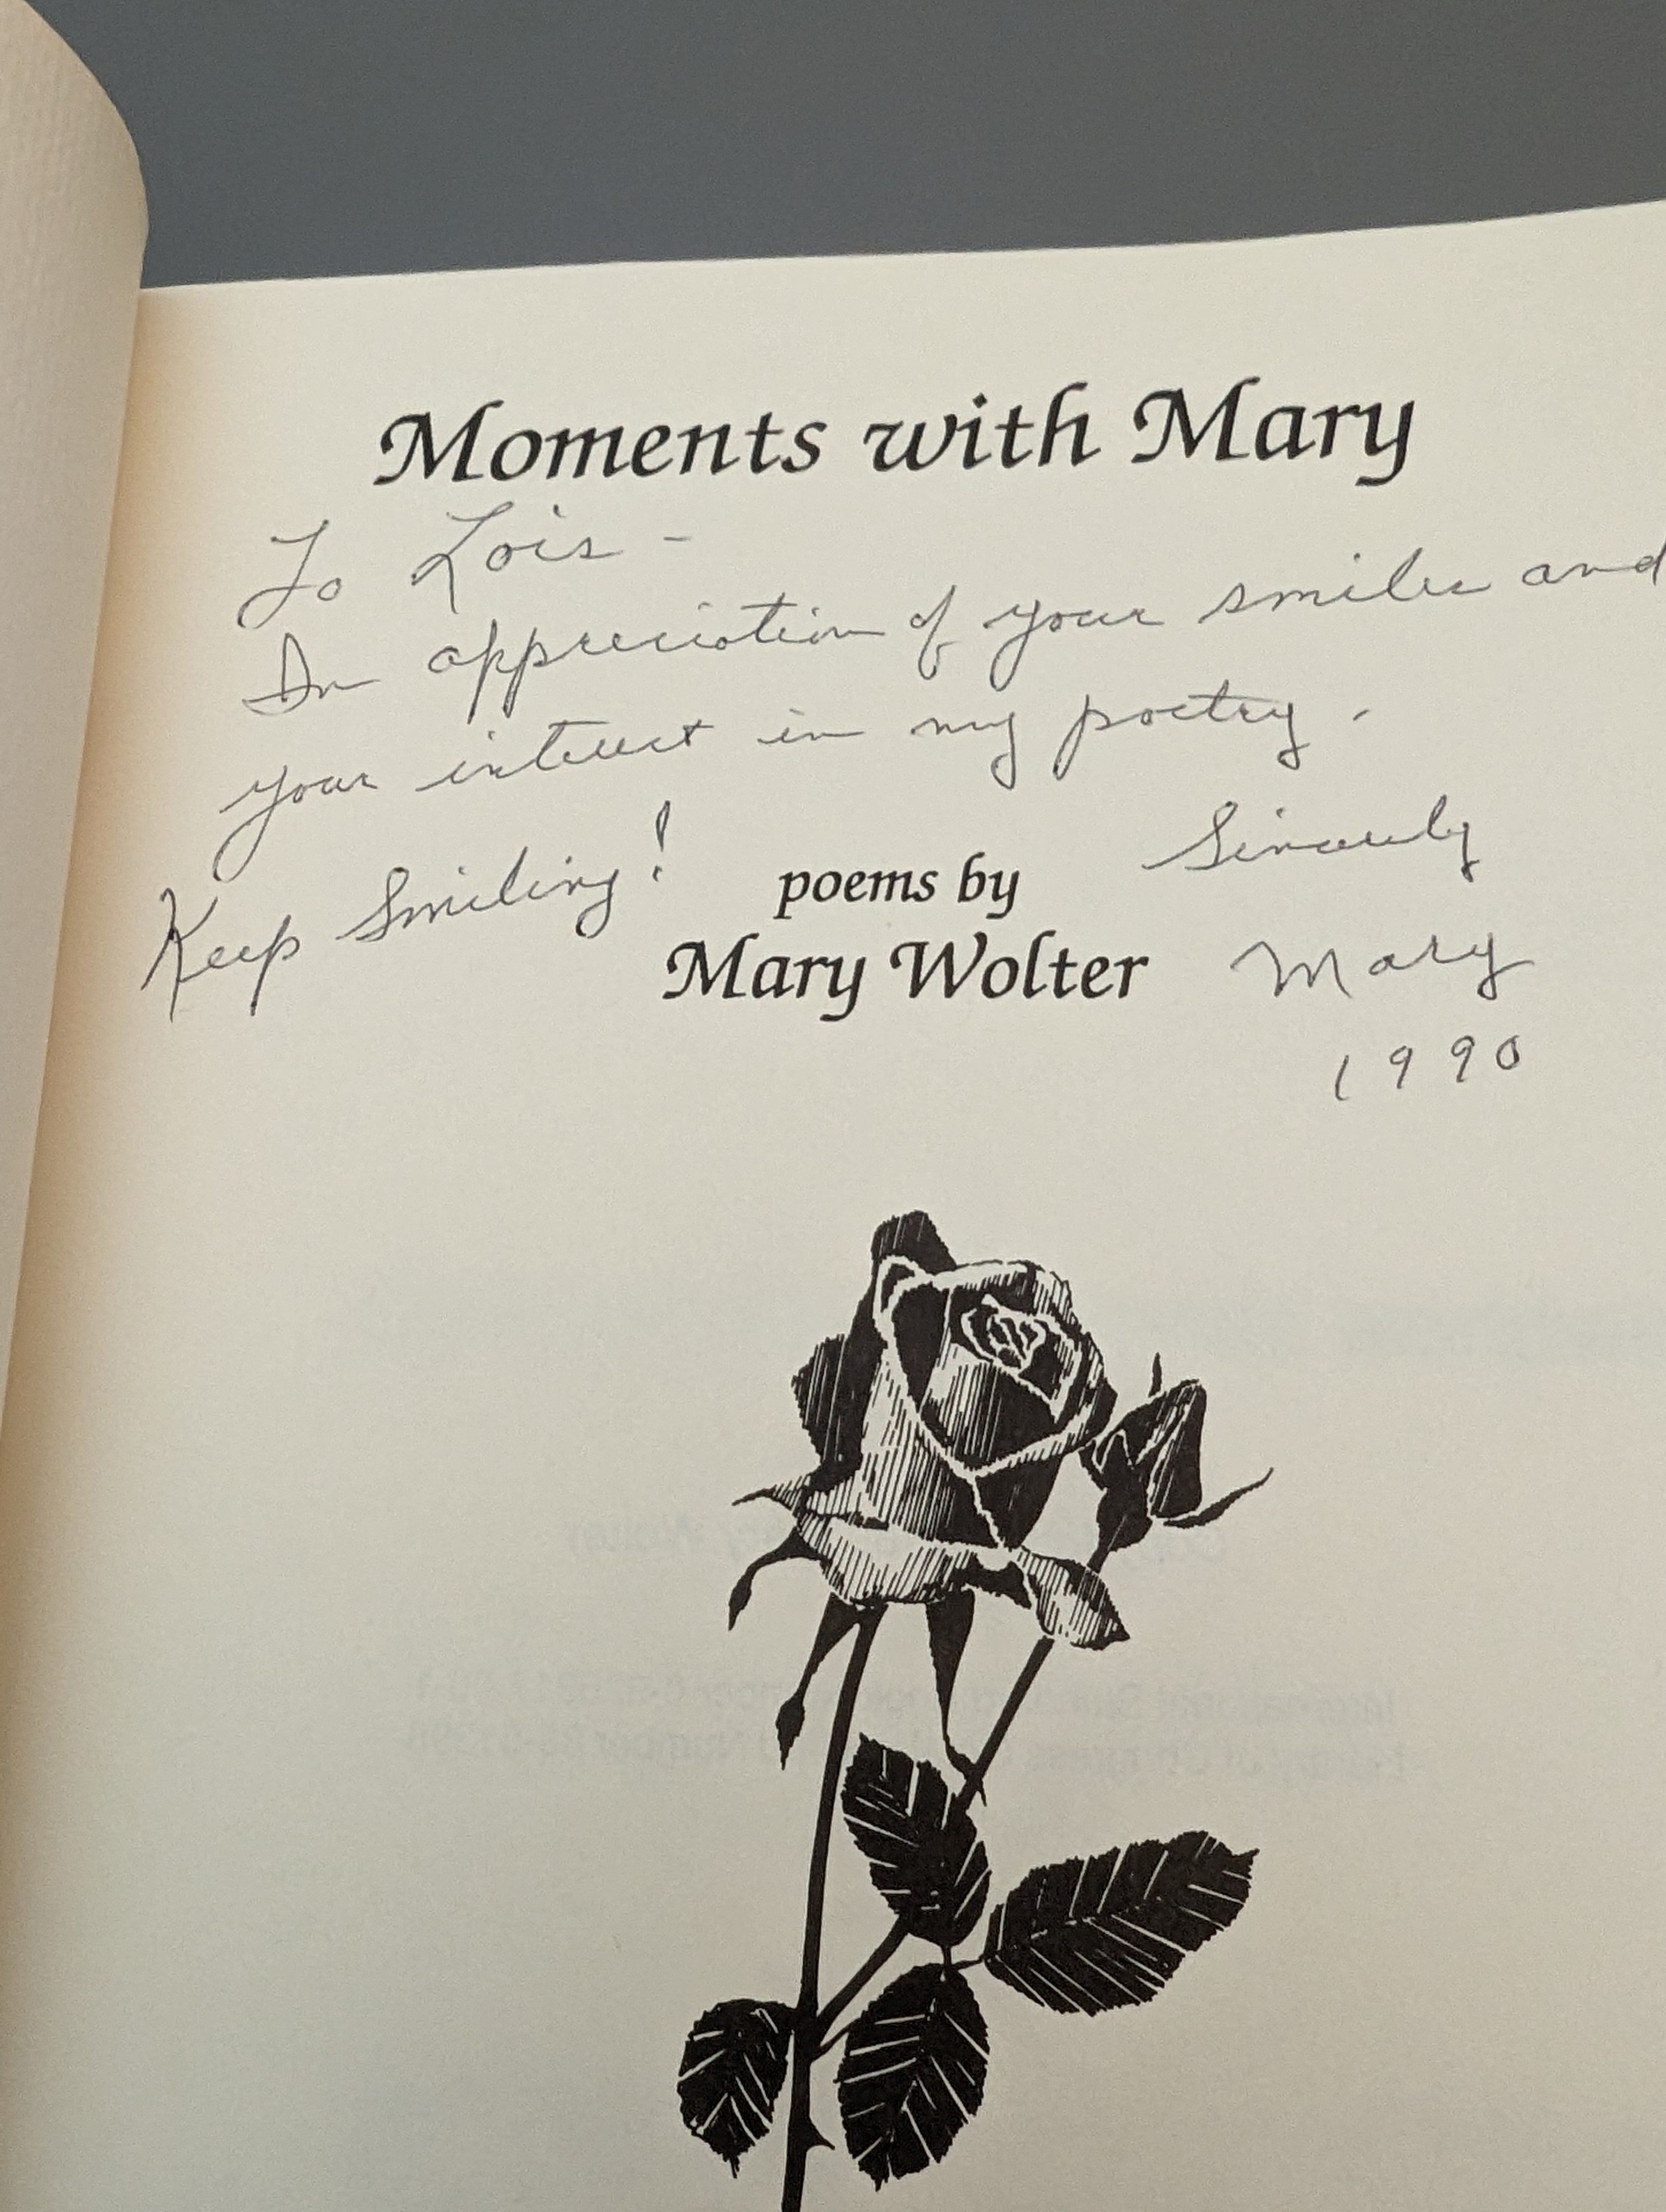 Moments with Mary
To Lois -
In appreciation of your smiles and
your interest in my poetry.
Keep Smiling!
poems by
Mary Wolter
Sincerely
Mary
1990